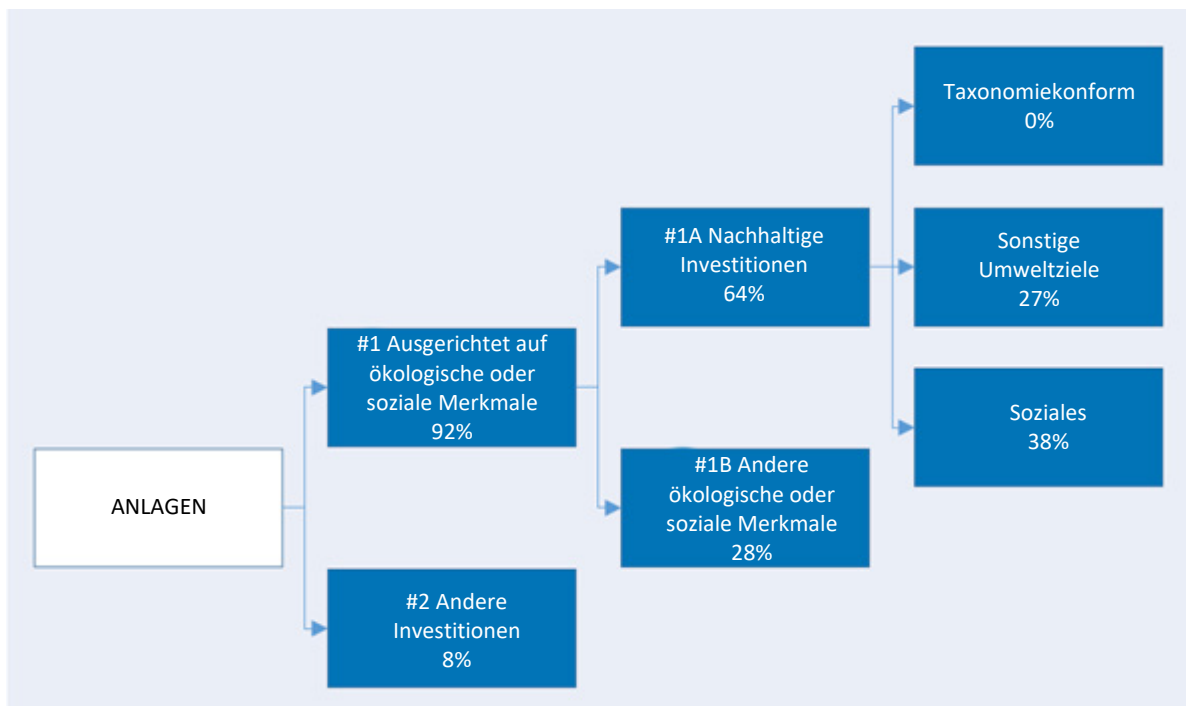 ANLAGEN
#1 Ausgerichtet auf
ökologische oder
soziale Merkmale
92%
#2 Andere
Investitionen
8%
#1A Nachhaltige
Investitionen
64%
#1B Andere
ökologische oder
soziale Merkmale
28%
Taxonomiekonform
0%
Sonstige
Umweltziele
27%
Soziales
38%